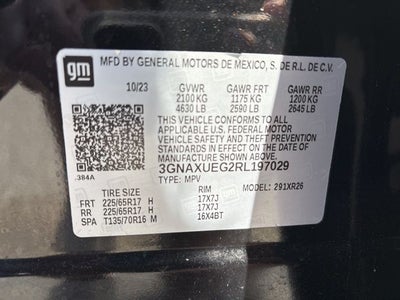 gm
MFD BY GENERAL MOTORS DE MEXICO, S. DE R.L. DE C.V.
10/23 GVWR GAWR FRT GAWR RR
2100 KG 1175 KG 1200 KG
4630 LB 2590 LB 2645 LB
THIS VEHICLE CONFORMS TO ALL
APPLICABLE U.S. FEDERAL MOTOR
VEHICLE SAFETY AND THEFT PREVENTION
STANDARDS IN EFFECT ON THE DATE OF
MANUFACTURE SHOWN ABOVE.
3GNAXUEG2RL197029
.384A TYPE: MPV MODEL: 291XR26
TIRE SIZE RIM
FRT 225/65R17 H 17X7J
RR 225/65R17 H 17X7J
SPA T135/70R16 M 16X4BT